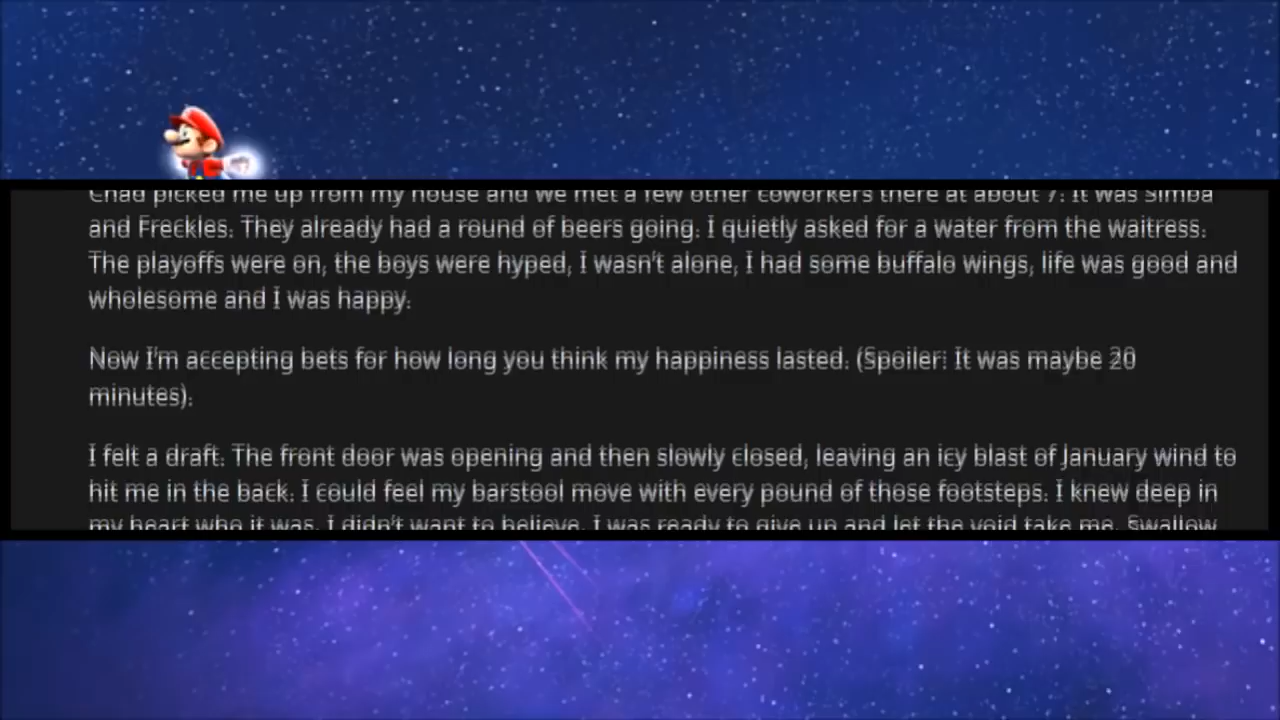 Chad picked me up from my house and we met a few other coworkers there at about 7. It was Simba
and Freckles. They already had a round of beers going. I quietly asked for a water from the waitress.
The playoffs were on, the boys were hyped, I wasn't alone, I had some buffalo wings, life was good and
wholesome and I was happy.
Now I'm accepting bets for how long you think my happiness lasted. (Spoiler: It was maybe 20
minutes).
I felt a draft. The front door was opening and then slowly closed, leaving an icy blast of January wind to
hit me in the back. I could feel my barstool move with every pound of those footsteps. I knew deep in
my heart who it was. I didn't want to believe. I was ready to give up and let the void take me. Swallow